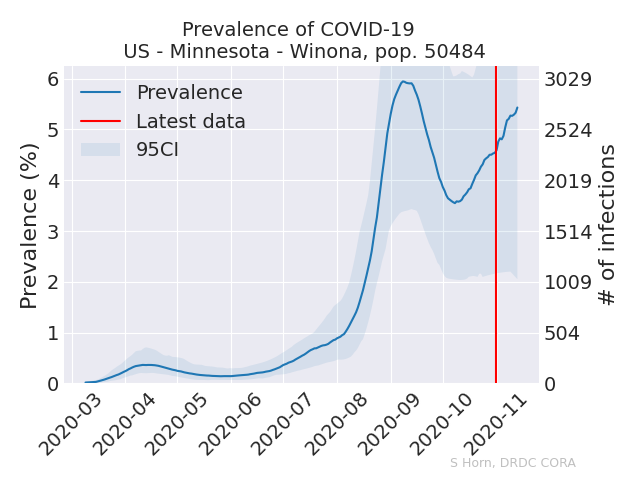 Prevalence of COVID-19
US - Minnesota - Winona, pop. 50484
Prevalence
Latest data
95CI
Prevalence (%)
6
5
4
3
2
1
0
3029
2524
2019
1514
1009
504
0
# of infections
2020-03
2020-04
2020-05
2020-06
2020-07
2020-08
2020-09
2020-10
2020-11
S Horn, DRDC CORA